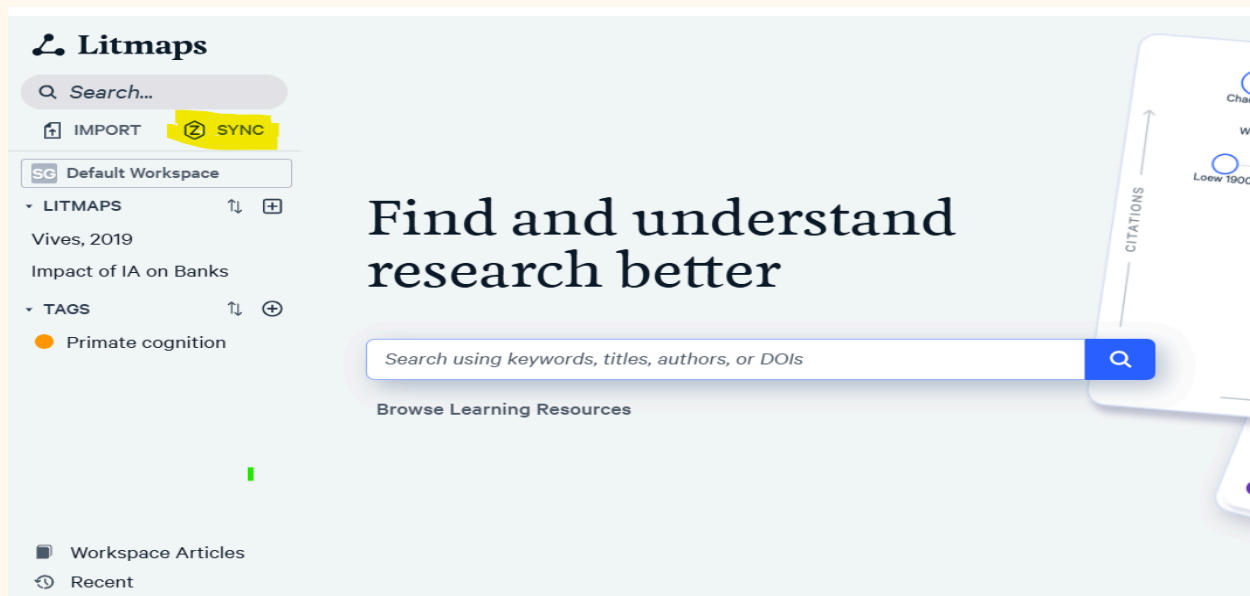 Litmaps
Search...
IMPORT SYNC
SG Default Workspace
LITMAPS
Vives, 2019
Impact of IA on Banks
TAGS
Primate cognition
Workspace Articles
Recent
Find and understand
research better
Search using keywords, titles, authors, or DOIs
Browse Learning Resources
CITATIONS
Loew 1900